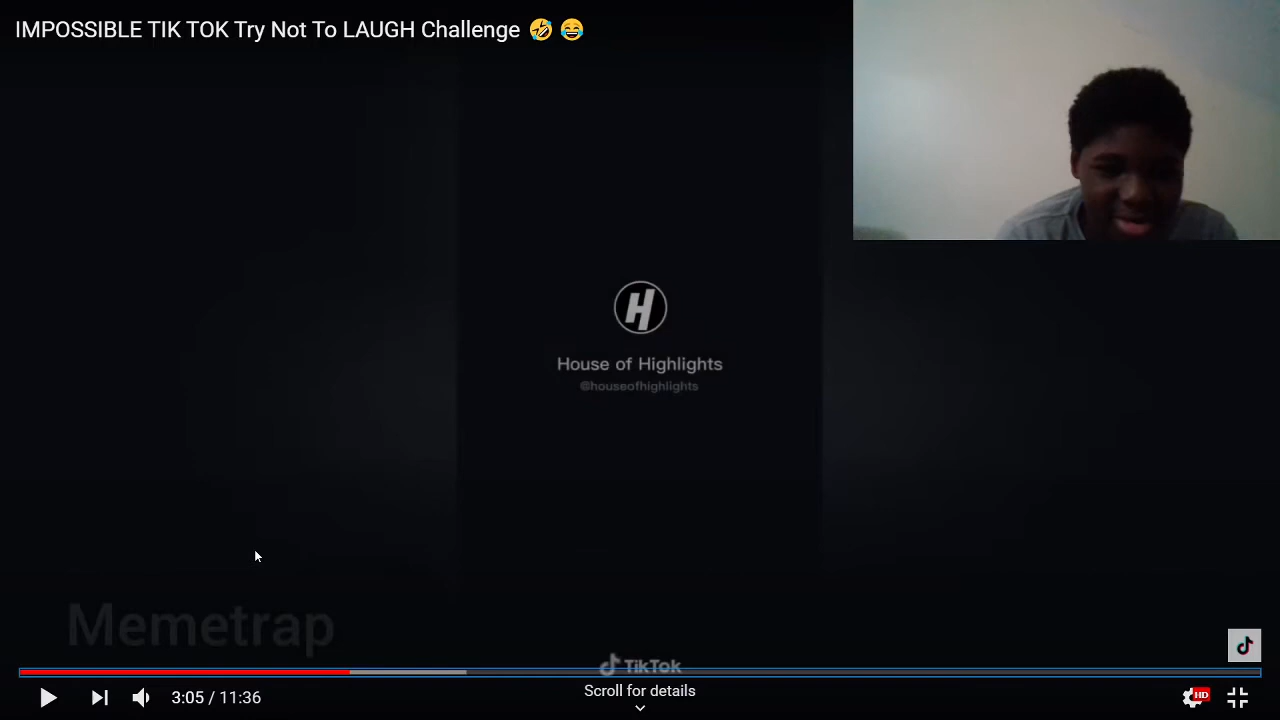 IMPOSSIBLE TIK TOK Try Not To LAUGH Challenge 🤣 😂
H
House of Highlights
@houseofhighlights
Memetrap
TikTok
3:05 / 11:36
Scroll for details
HD